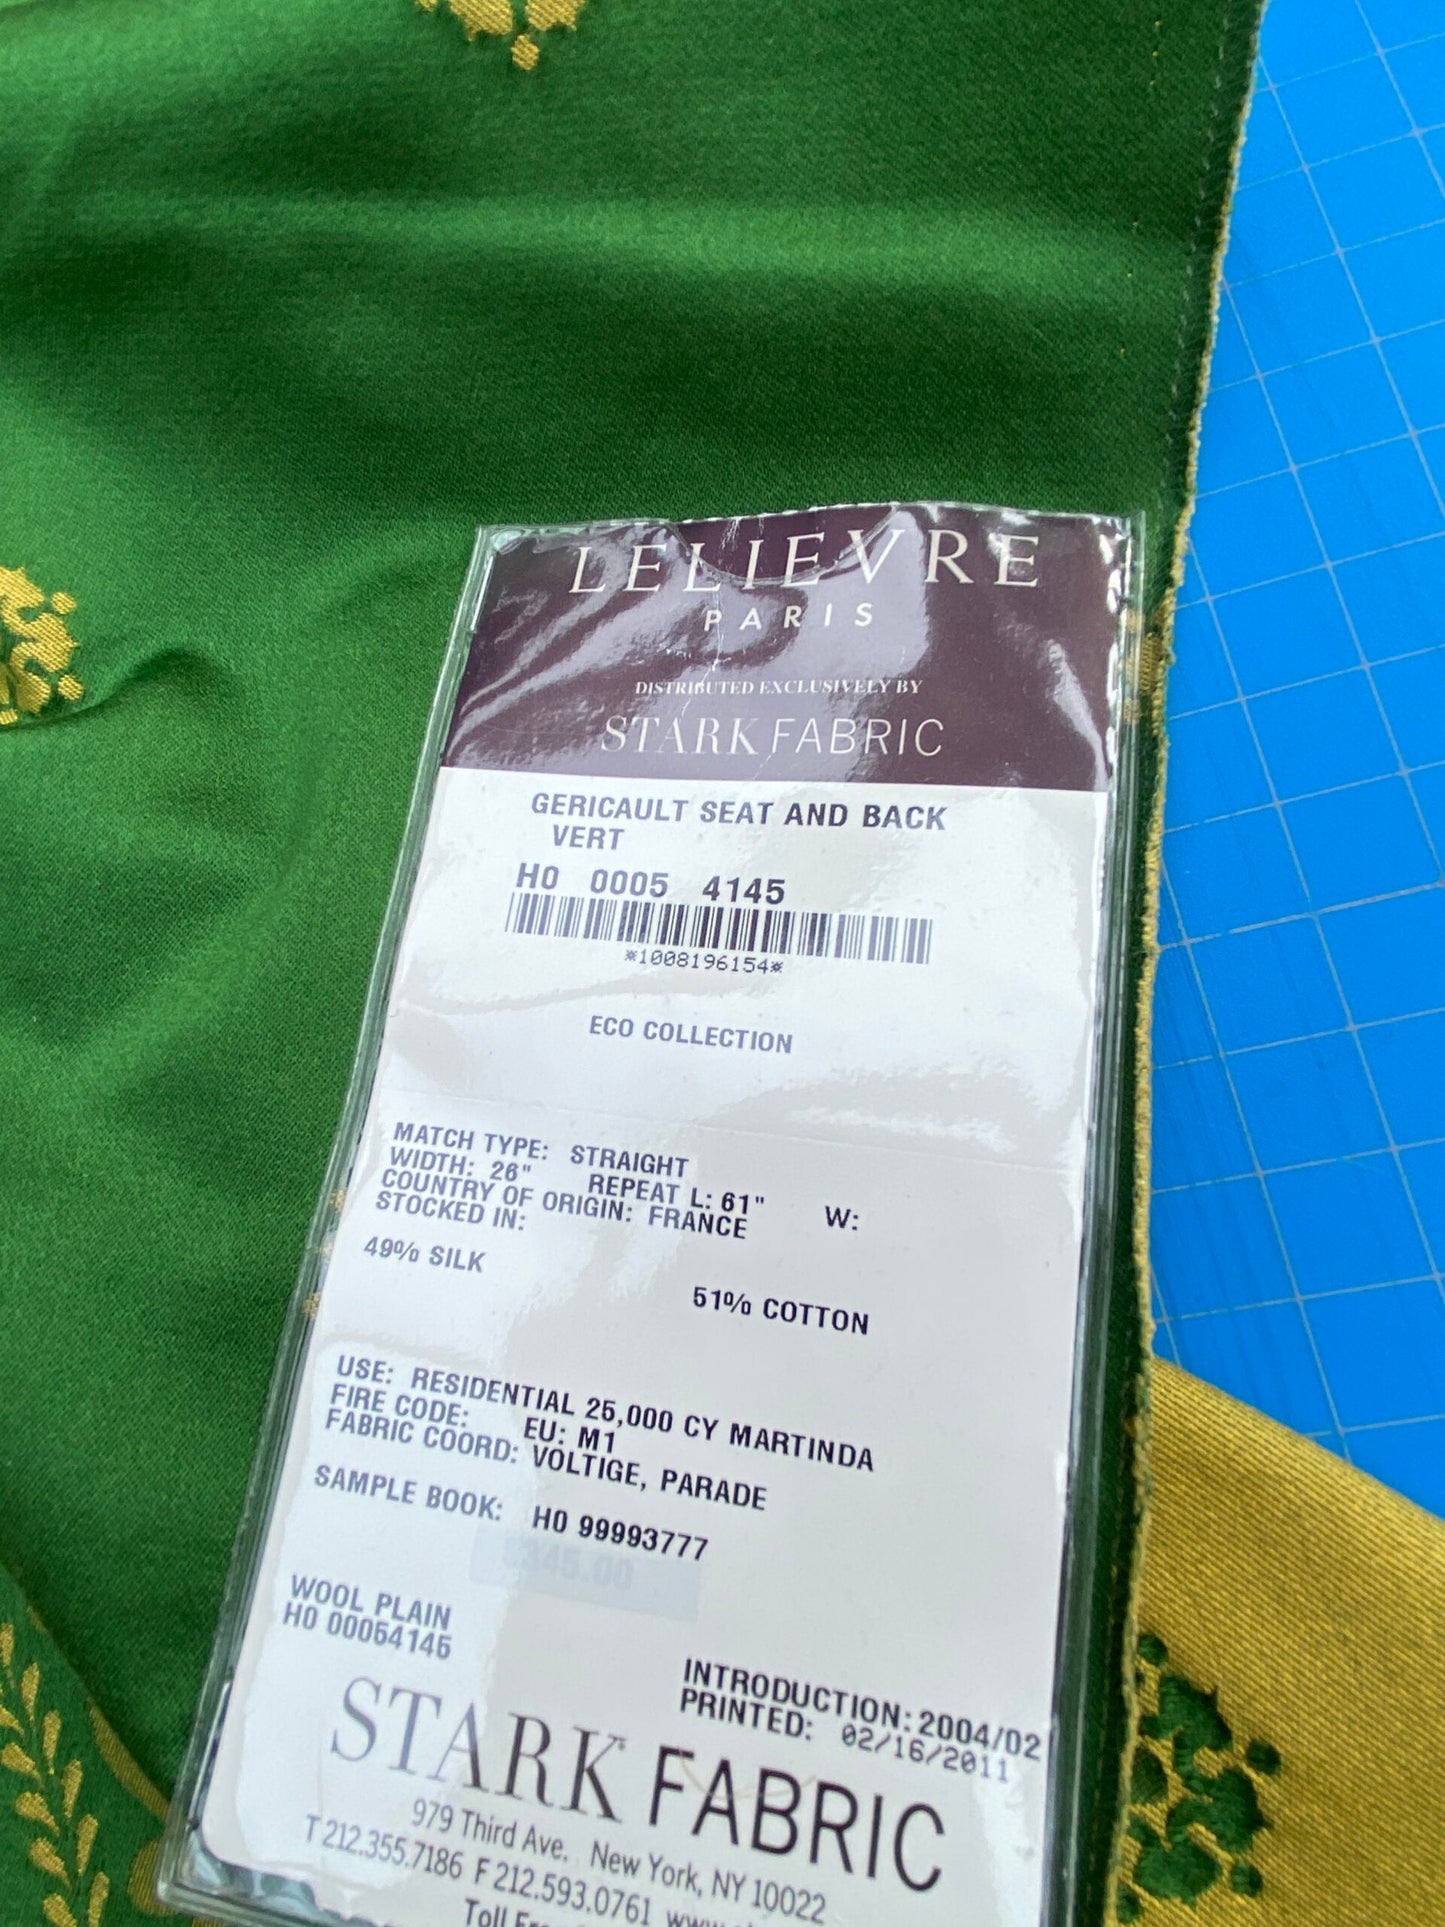 LELIEVRE
PARIS
DISTRIBUTED EXCLUSIVELY BY
STARK FABRIC
GERICAULT SEAT AND BACK
VERT
H0 0005 4145
*1008196154*
ECO COLLECTION
MATCH TYPE: STRAIGHT
WIDTH: 26" REPEAT L: 61" W:
COUNTRY OF ORIGIN: FRANCE
STOCKED IN:
49% SILK
51% COTTON
USE: RESIDENTIAL 25,000 CY MARTINDA
FIRE CODE: EU: M1
FABRIC COORD: VOLTIGE, PARADE
SAMPLE BOOK: H0 99993777
345.00
WOOL PLAIN
H0 00054145
INTRODUCTION: 2004/02
PRINTED: 02/16/2011
STARK FABRIC
979 Third Ave. New York, NY 10022
T 212.355.7186 F 212.593.0761
Toll